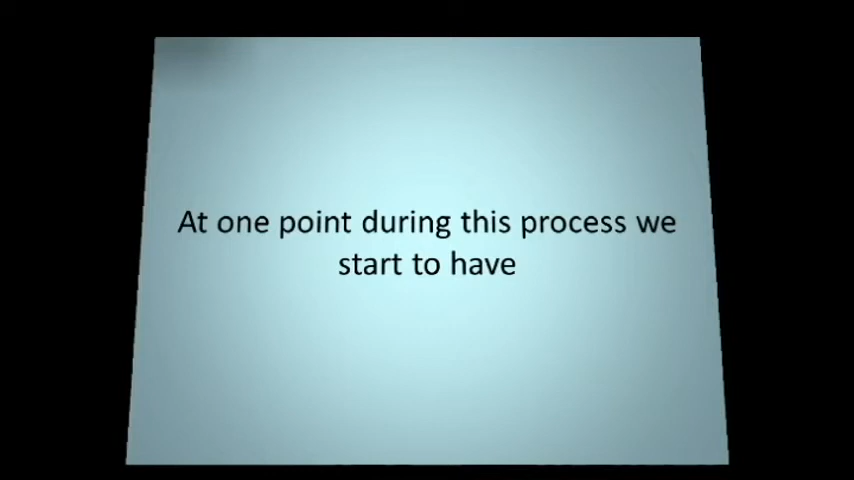 At one point during this process we
start to have